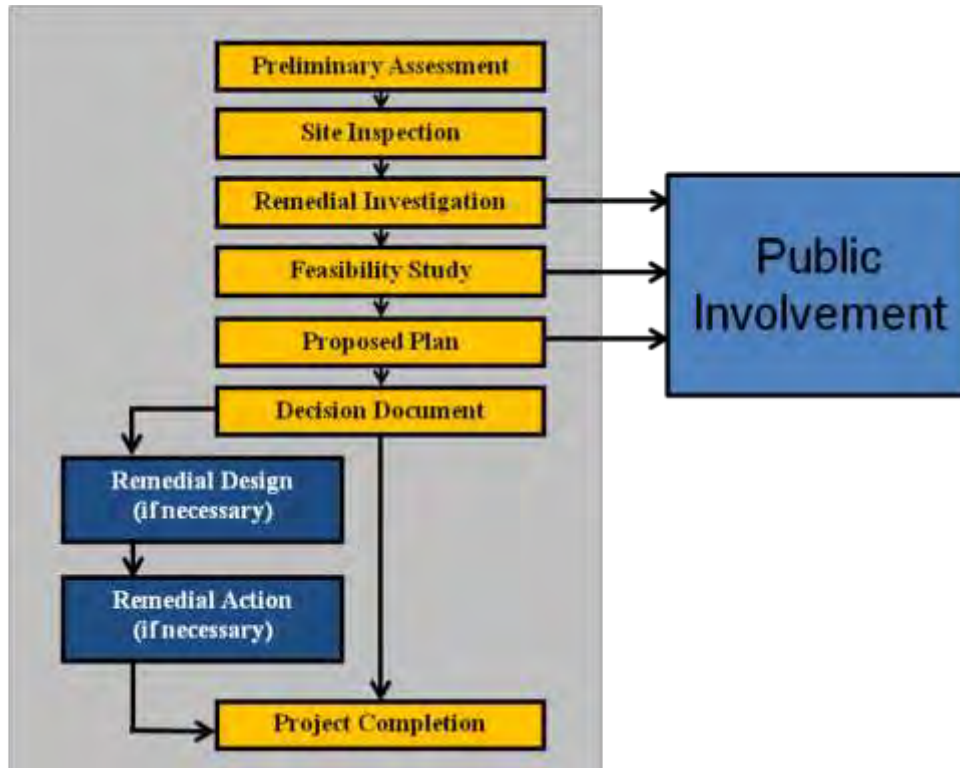 Preliminary Assessment
Site Inspection
Remedial Investigation
Feasibility Study
Proposed Plan
Decision Document
Remedial Design
(if necessary)
Remedial Action
(if necessary)
Project Completion
Public
Involvement